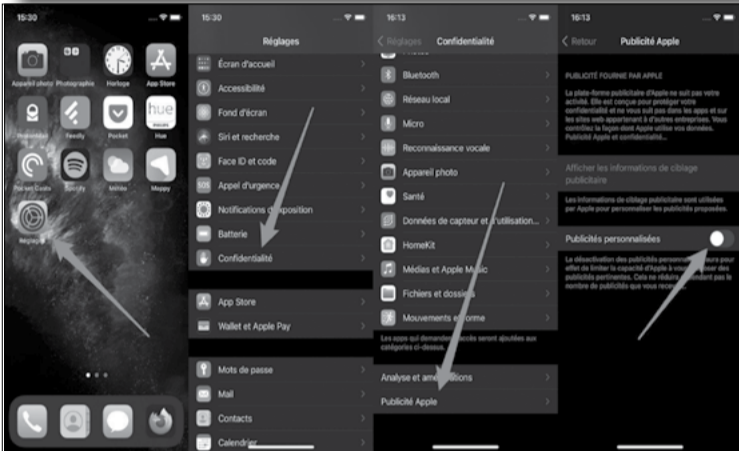 15:30
Appareil photo
Photographie
Horloge
App Store
Feedly
Pocket
hue
Hue
Pocket Casts
Spotify
Météo
Mappy
Réglages
15:30
Réglages
Écran d'accueil
Accessibilité
Fond d'écran
Siri et recherche
Face ID et code
SOS
Appel d'urgence
Notifications d'exposition
Batterie
Confidentialité
App Store
Wallet et Apple Pay
Mots de passe
Mail
Contacts
Calendrier
16:13
Réglages Confidentialité
Photos
Bluetooth
Réseau local
Micro
Reconnaissance vocale
Appareil photo
Santé
Données de capteur et d'utilisation...
HomeKit
Médias et Apple Music
Fichiers et dossiers
Mouvements et forme
Les apps qui demandent accès seront ajoutées aux
catégories ci-dessus.
Analyse et améliorations
Publicité Apple
16:13
Retour Publicité Apple
PUBLICITÉ FOURNIE PAR APPLE
La plate-forme publicitaire d'Apple ne suit pas votre
activité. Elle est conçue pour protéger votre
confidentialité et ne vous suit pas dans les apps et sur
les sites web appartenant à d'autres entreprises. Vous
contrôlez la façon dont Apple utilise vos données.
Publicité Apple et confidentialité...
Afficher les informations de ciblage
publicitaire
Les informations de ciblage publicitaire sont utilisées
par Apple pour personnaliser les publicités proposées.
Publicités personnalisées
La désactivation des publicités personnalisées aura pour
effet de limiter la capacité d'Apple à vous proposer des
publicités pertinentes. Cela ne réduira cependant pas le
nombre de publicités que vous recevez.